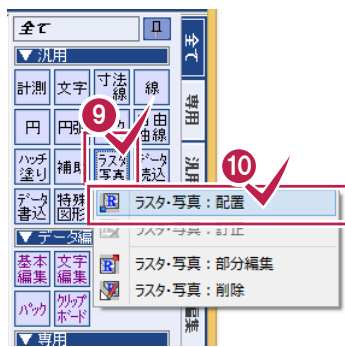 全て
▼ 汎用
計測 文字 寸法線 線
円 円弧 自由曲線
ハッチ塗り 補助 ラスタ写真 データ読込
データ書込 特殊図形
▼ データ編
基本編集 文字編集
パック クリップボード
▼ 専用
全て
専用
汎用
編集
9
10
ラスタ・写真：配置
ラスタ・写真：訂正
ラスタ・写真：部分編集
ラスタ・写真：削除